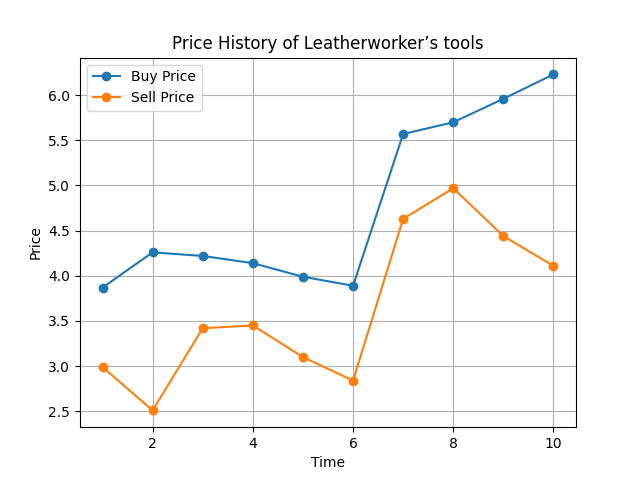 Price History of Leatherworker’s tools
Buy Price
Sell Price
6.0
5.5
5.0
4.5
4.0
3.5
3.0
2.5
Price
2 4 6 8 10
Time